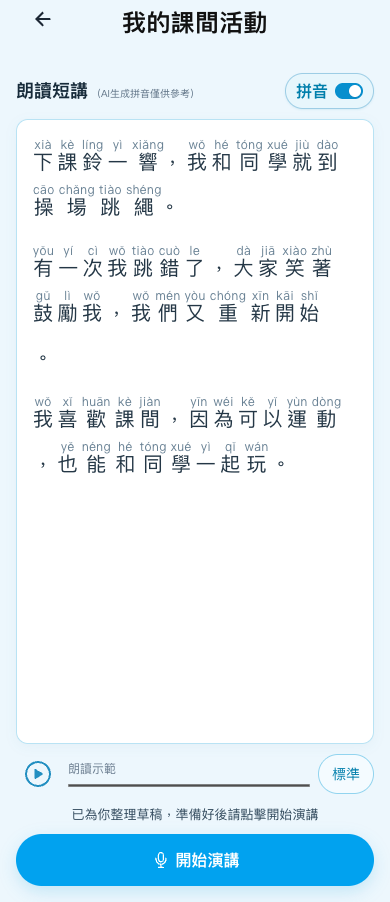 我的課間活動
朗讀短講 (AI生成拼音僅供參考)
拼音
xià kè líng yì xiǎng wǒ hé tóng xué jiù dào
下課鈴一響，我和同學就到
cāo chǎng tiào shéng
操場跳繩。
yǒu yí cì wǒ tiào cuò le dà jiā xiào zhù
有一次我跳錯了，大家笑著
gǔ lì wǒ wǒ mén yòu chóng xīn kāi shǐ
鼓勵我，我們又重新開始
。
wǒ xǐ huān kè jiàn yīn wéi kě yǐ yùn dòng
我喜歡課間，因為可以運動
yě néng hé tóng xué yì qǐ wán
，也能和同學一起玩。
朗讀示範
標準
已為你整理草稿，準備好後請點擊開始演講
開始演講